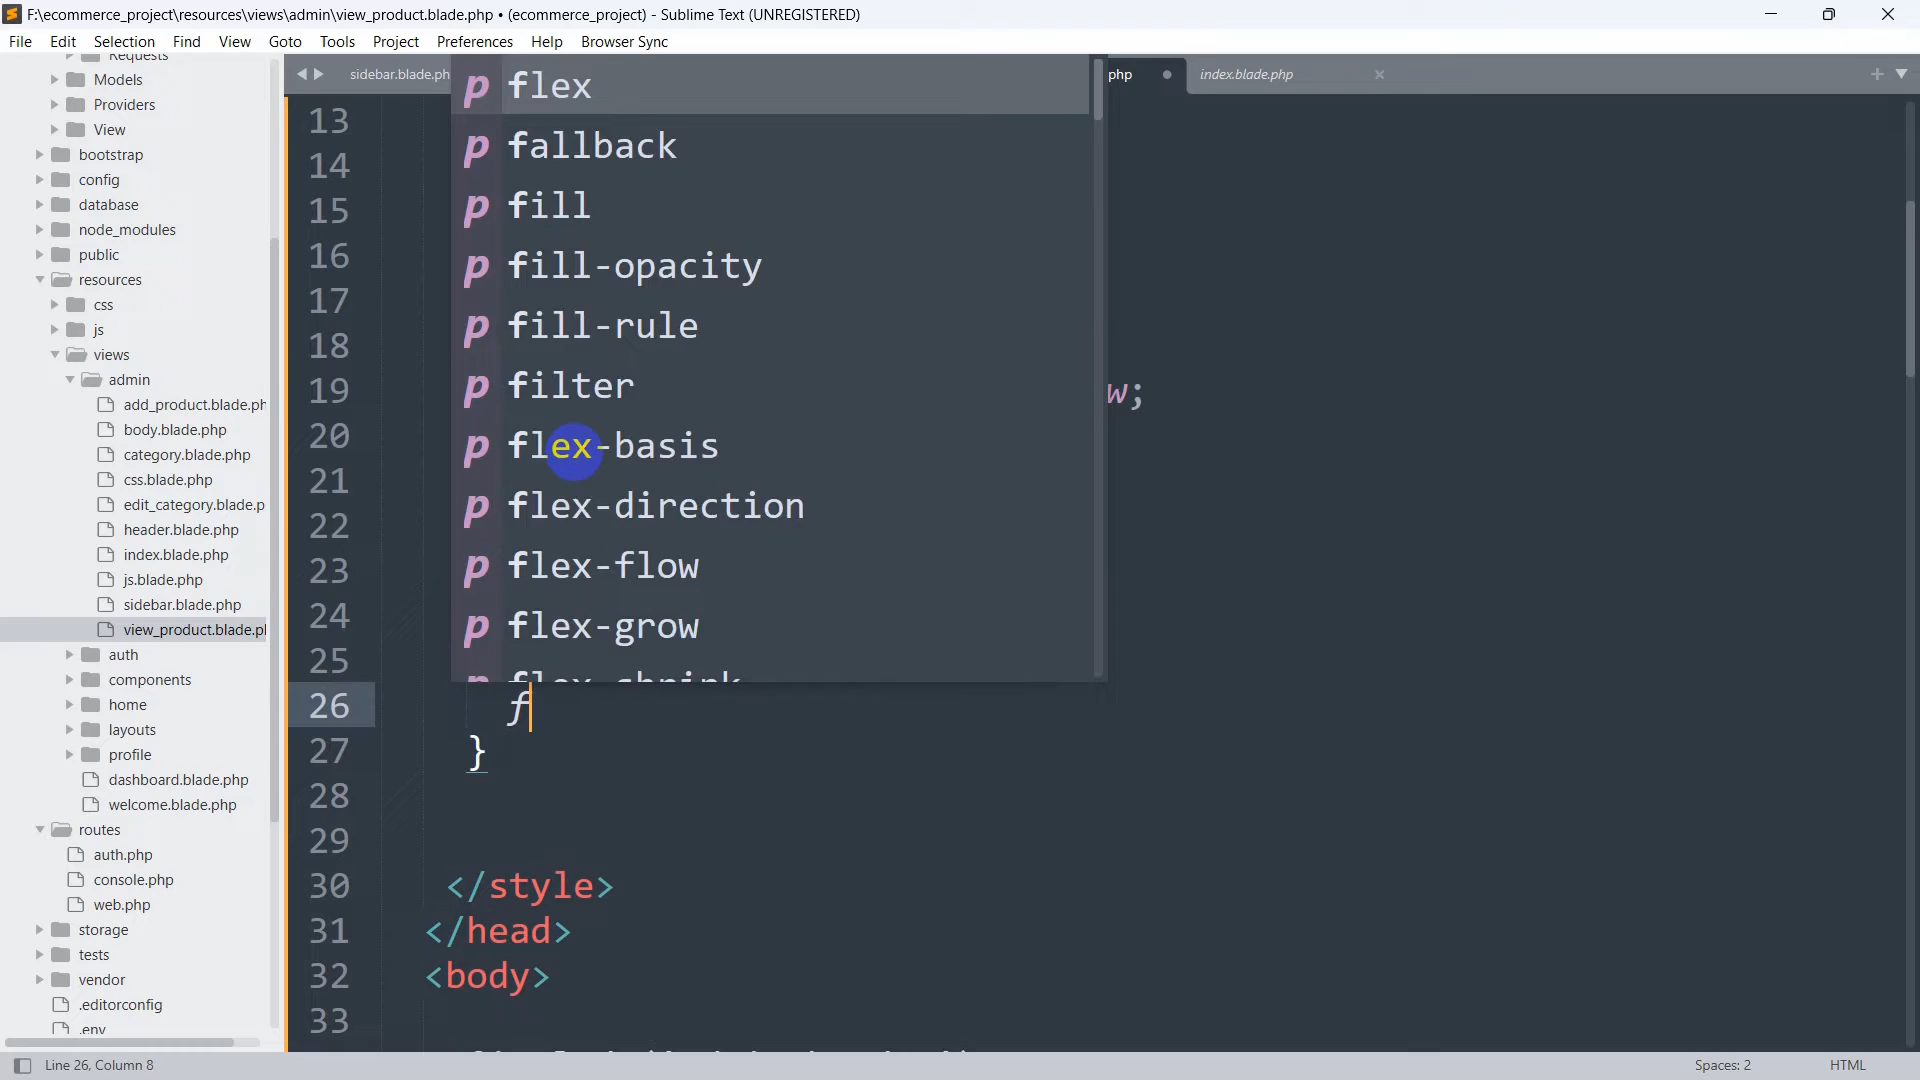 F:\ecommerce_project\resources\views\admin\view_product.blade.php • (ecommerce_project) - Sublime Text (UNREGISTERED)
File Edit Selection Find View Goto Tools Project Preferences Help Browser Sync
Requests
Models
Providers
View
bootstrap
config
database
node_modules
public
resources
css
js
views
admin
add_product.blade.ph
body.blade.php
category.blade.php
css.blade.php
edit_category.blade.p
header.blade.php
index.blade.php
js.blade.php
sidebar.blade.php
view_product.blade.pl
auth
components
home
layouts
profile
dashboard.blade.php
welcome.blade.php
routes
auth.php
console.php
web.php
storage
tests
vendor
.editorconfig
.env
sidebar.blade.ph php index.blade.php
p flex
p fallback
p fill
p fill-opacity
p fill-rule
p filter
p flex-basis
p flex-direction
p flex-flow
p flex-grow
p flex-shrink
13
14
15
16
17
18
19 w;
20
21
22
23
24
25
26 f
27 }
28
29
30 </style>
31 </head>
32 <body>
33
Line 26, Column 8 Spaces: 2 HTML